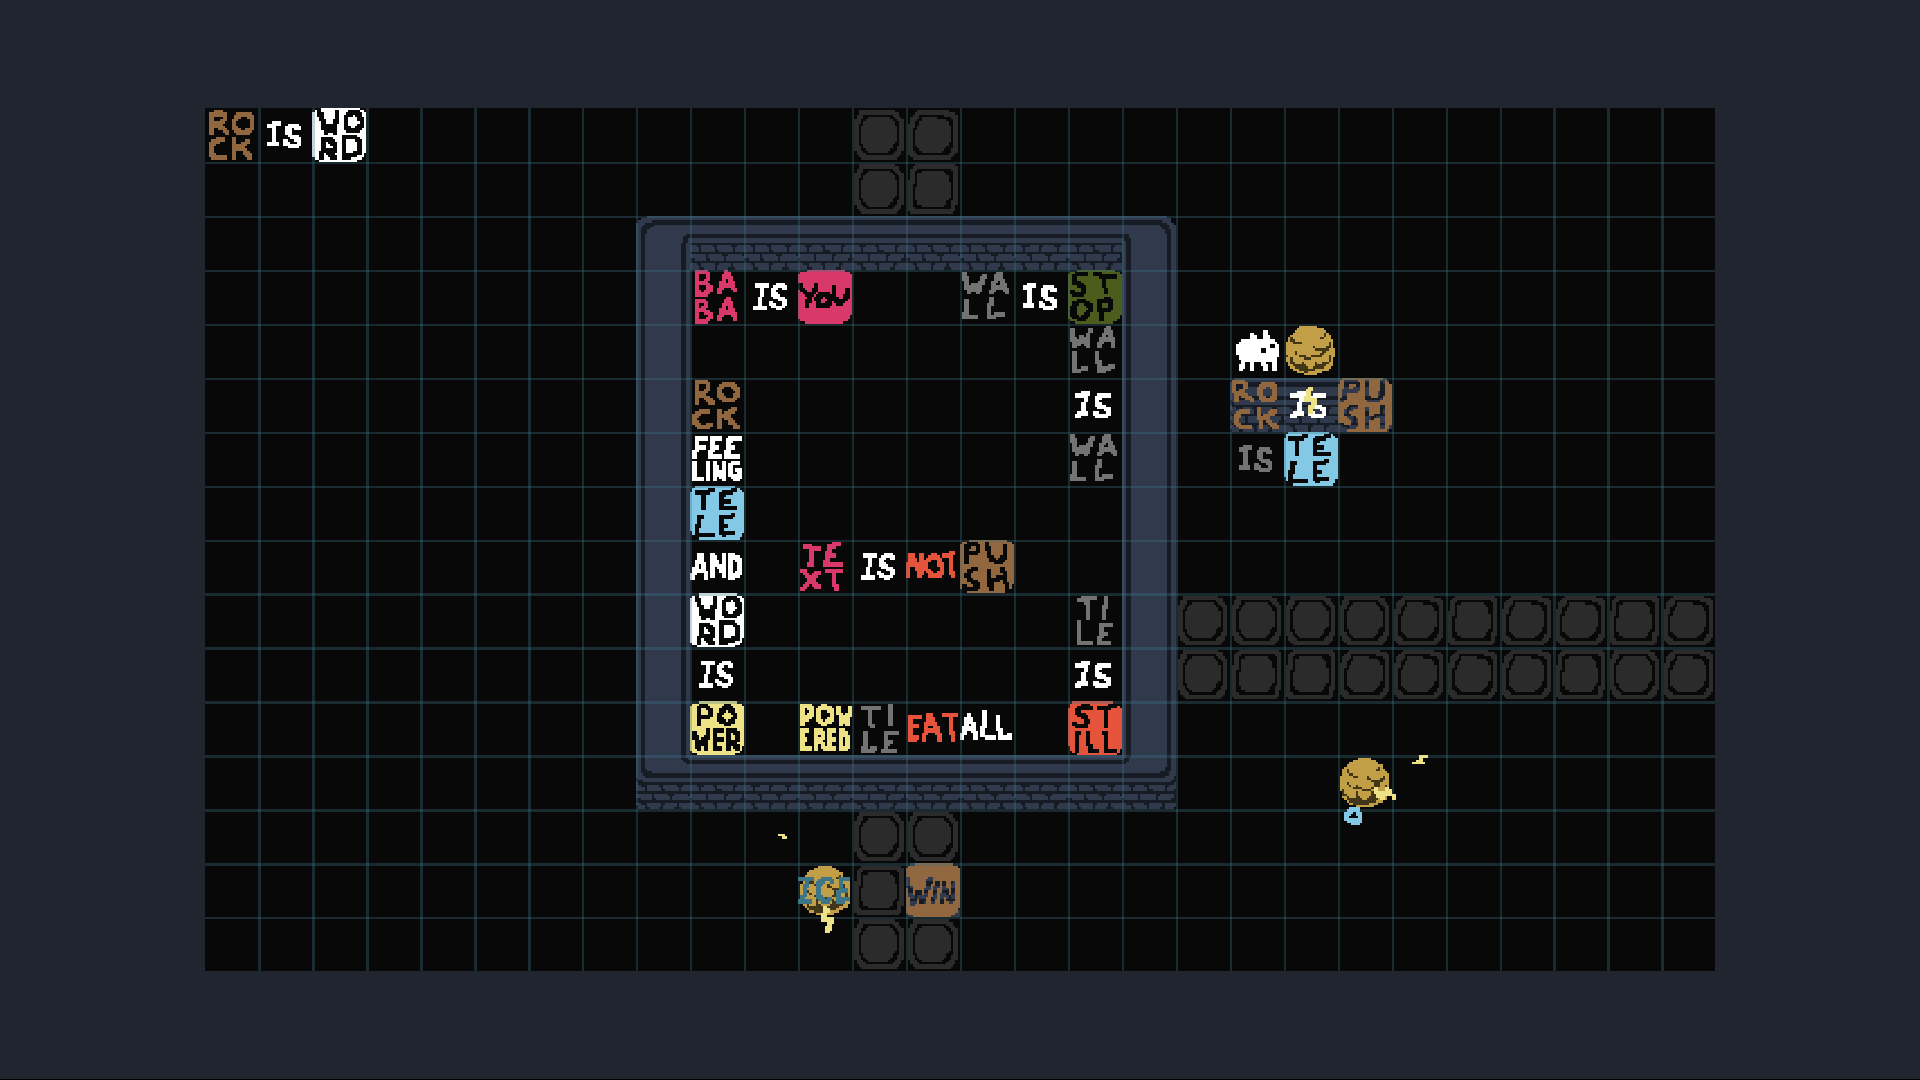 ROCK IS WORD
BABA IS YOU WALL IS STOP
WALL
ROCK IS ROCK IS PUSH
FEELING WALL IS TELE
TELE
AND TEXT IS NOT PUSH
WORD TILE
IS IS
POWER POWERED TILE EAT ALL STILL
ICE WIN